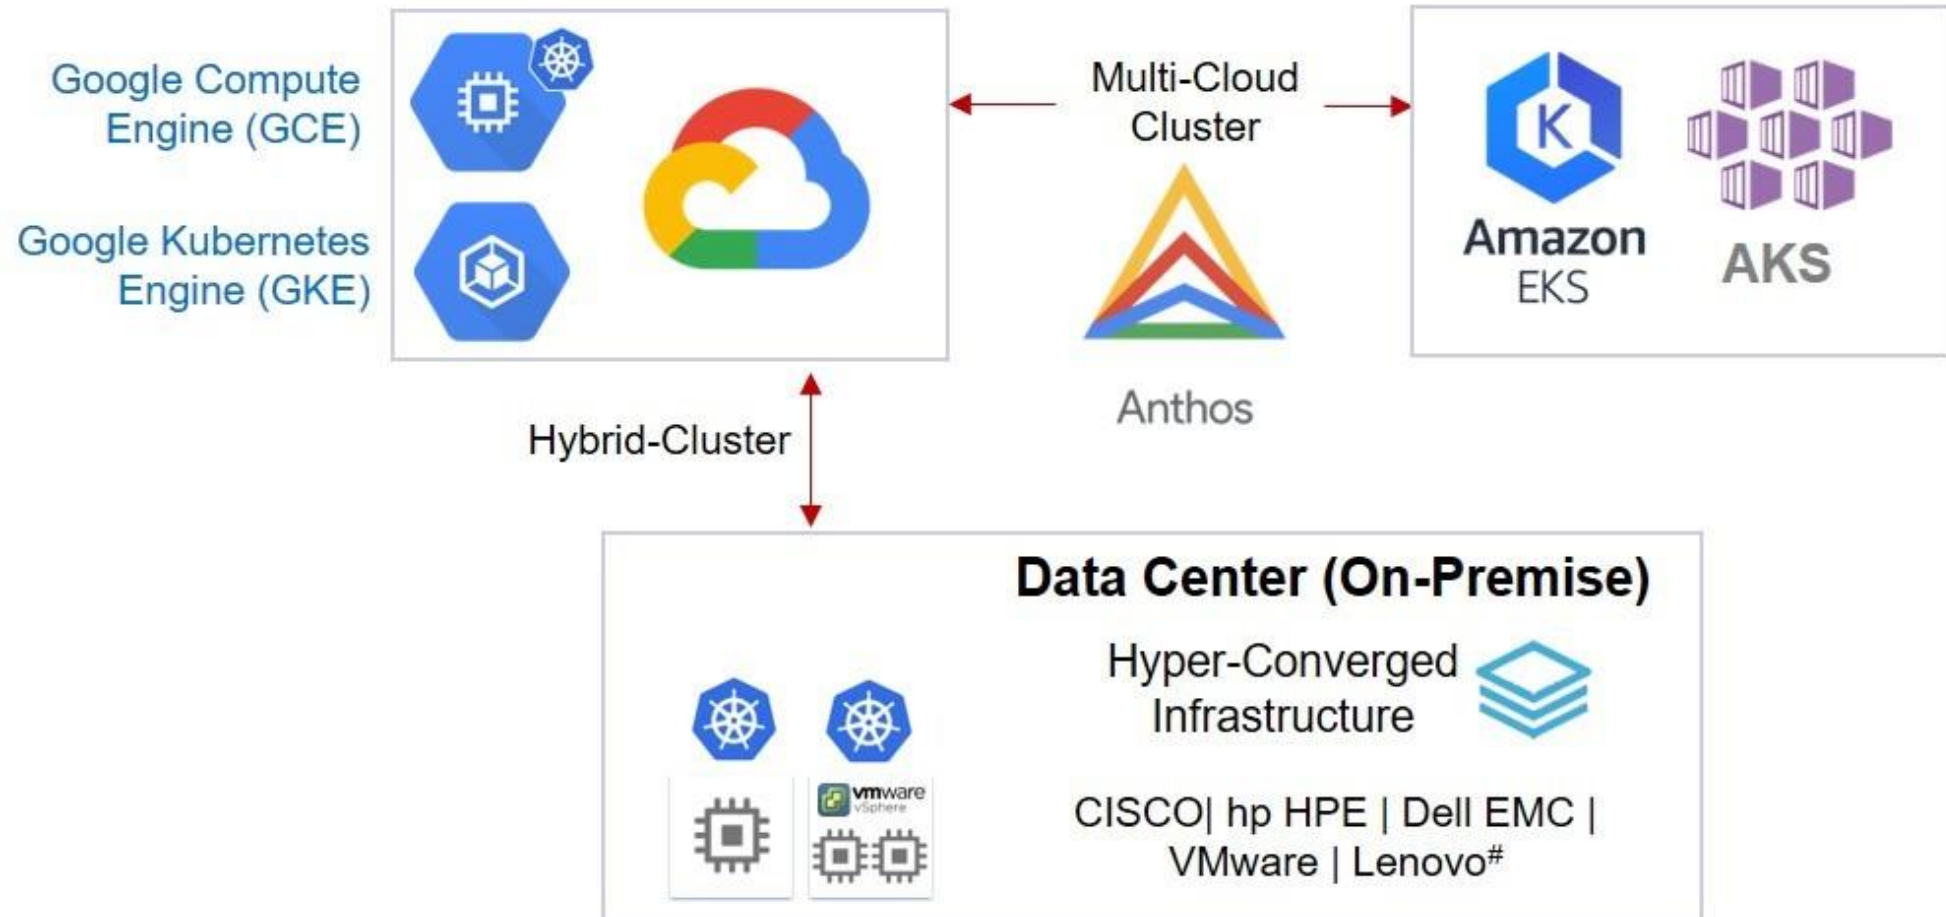 Google Compute
Engine (GCE)
Google Kubernetes
Engine (GKE)
Multi-Cloud
Cluster
Anthos
K
Amazon
EKS
AKS
Hybrid-Cluster
Data Center (On-Premise)
Hyper-Converged
Infrastructure
vmware
vSphere
CISCO| hp HPE | Dell EMC |
VMware | Lenovo#